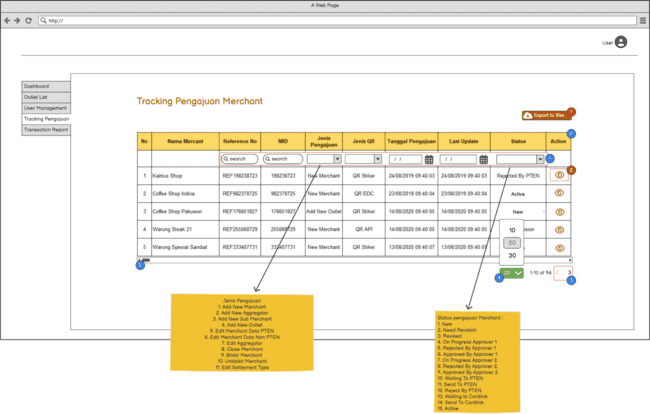 A Web Page
http://
User
Dashboard
Outlet List
User Management
Tracking Pengajuan
Transaction Report
Tracking Pengajuan Merchant
1
Export to Xlsx
No Nama Mercant Reference No MID Jenis Pengajuan Jenis QR Tanggal Pengajuan Last Update Status Action
search search / / / /
1 Kaktus Shop REF198238723 198238723 New Merchant QR Stiker 24/08/2019 09:40:03 24/08/2019 09:40:03 Rejected By PTEN
2
2 Coffee Shop Indiria REF982378725 982378725 New Merchant QR EDC 23/08/2020 09:40:04 23/08/2020 09:40:04 Active
3 Coffee Shop Pakuwon REF176651827 176651827 Add New Outlet QR Stiker 14/08/2020 09:40:05 14/08/2020 09:40:05 New
4 Warung Steak 21 REF255068729 255068729 New Merchant QR API 14/08/2020 09:40:05 14/08/2020 09:40:05
5 Warung Spesial Sambal REF333407731 333407731 New Merchant QR Stiker 13/08/2020 09:40:07 13/08/2020 09:40:07
10
20
30
20 1-10 of 94
Jenis Pengajuan
1. Add New Merchant
2. Add New Aggregator
3. Add New Sub Merchant
4. Add New Outlet
5. Edit Merchant Data PTEN
6. Edit Merchant Data Non PTEN
7. Edit Aggregator
8. Close Merchant
9. Blokir Merchant
10. Unblokir Merchant
11. Edit Settlement Type
Status pengajuan Merchant :
1. New
2. Need Revision
3. Revised
4. On Progress Approver 1
5. Rejected By Approver 1
6. Approved By Approver 1
7. On Progress Approver 2
8. Rejected By Approver 2
9. Approved By Approver 2
10. Waiting To PTEN
11. Send To PTEN
12. Reject By PTEN
13. Waiting to Contlink
14. Send To Contlink
15. Active